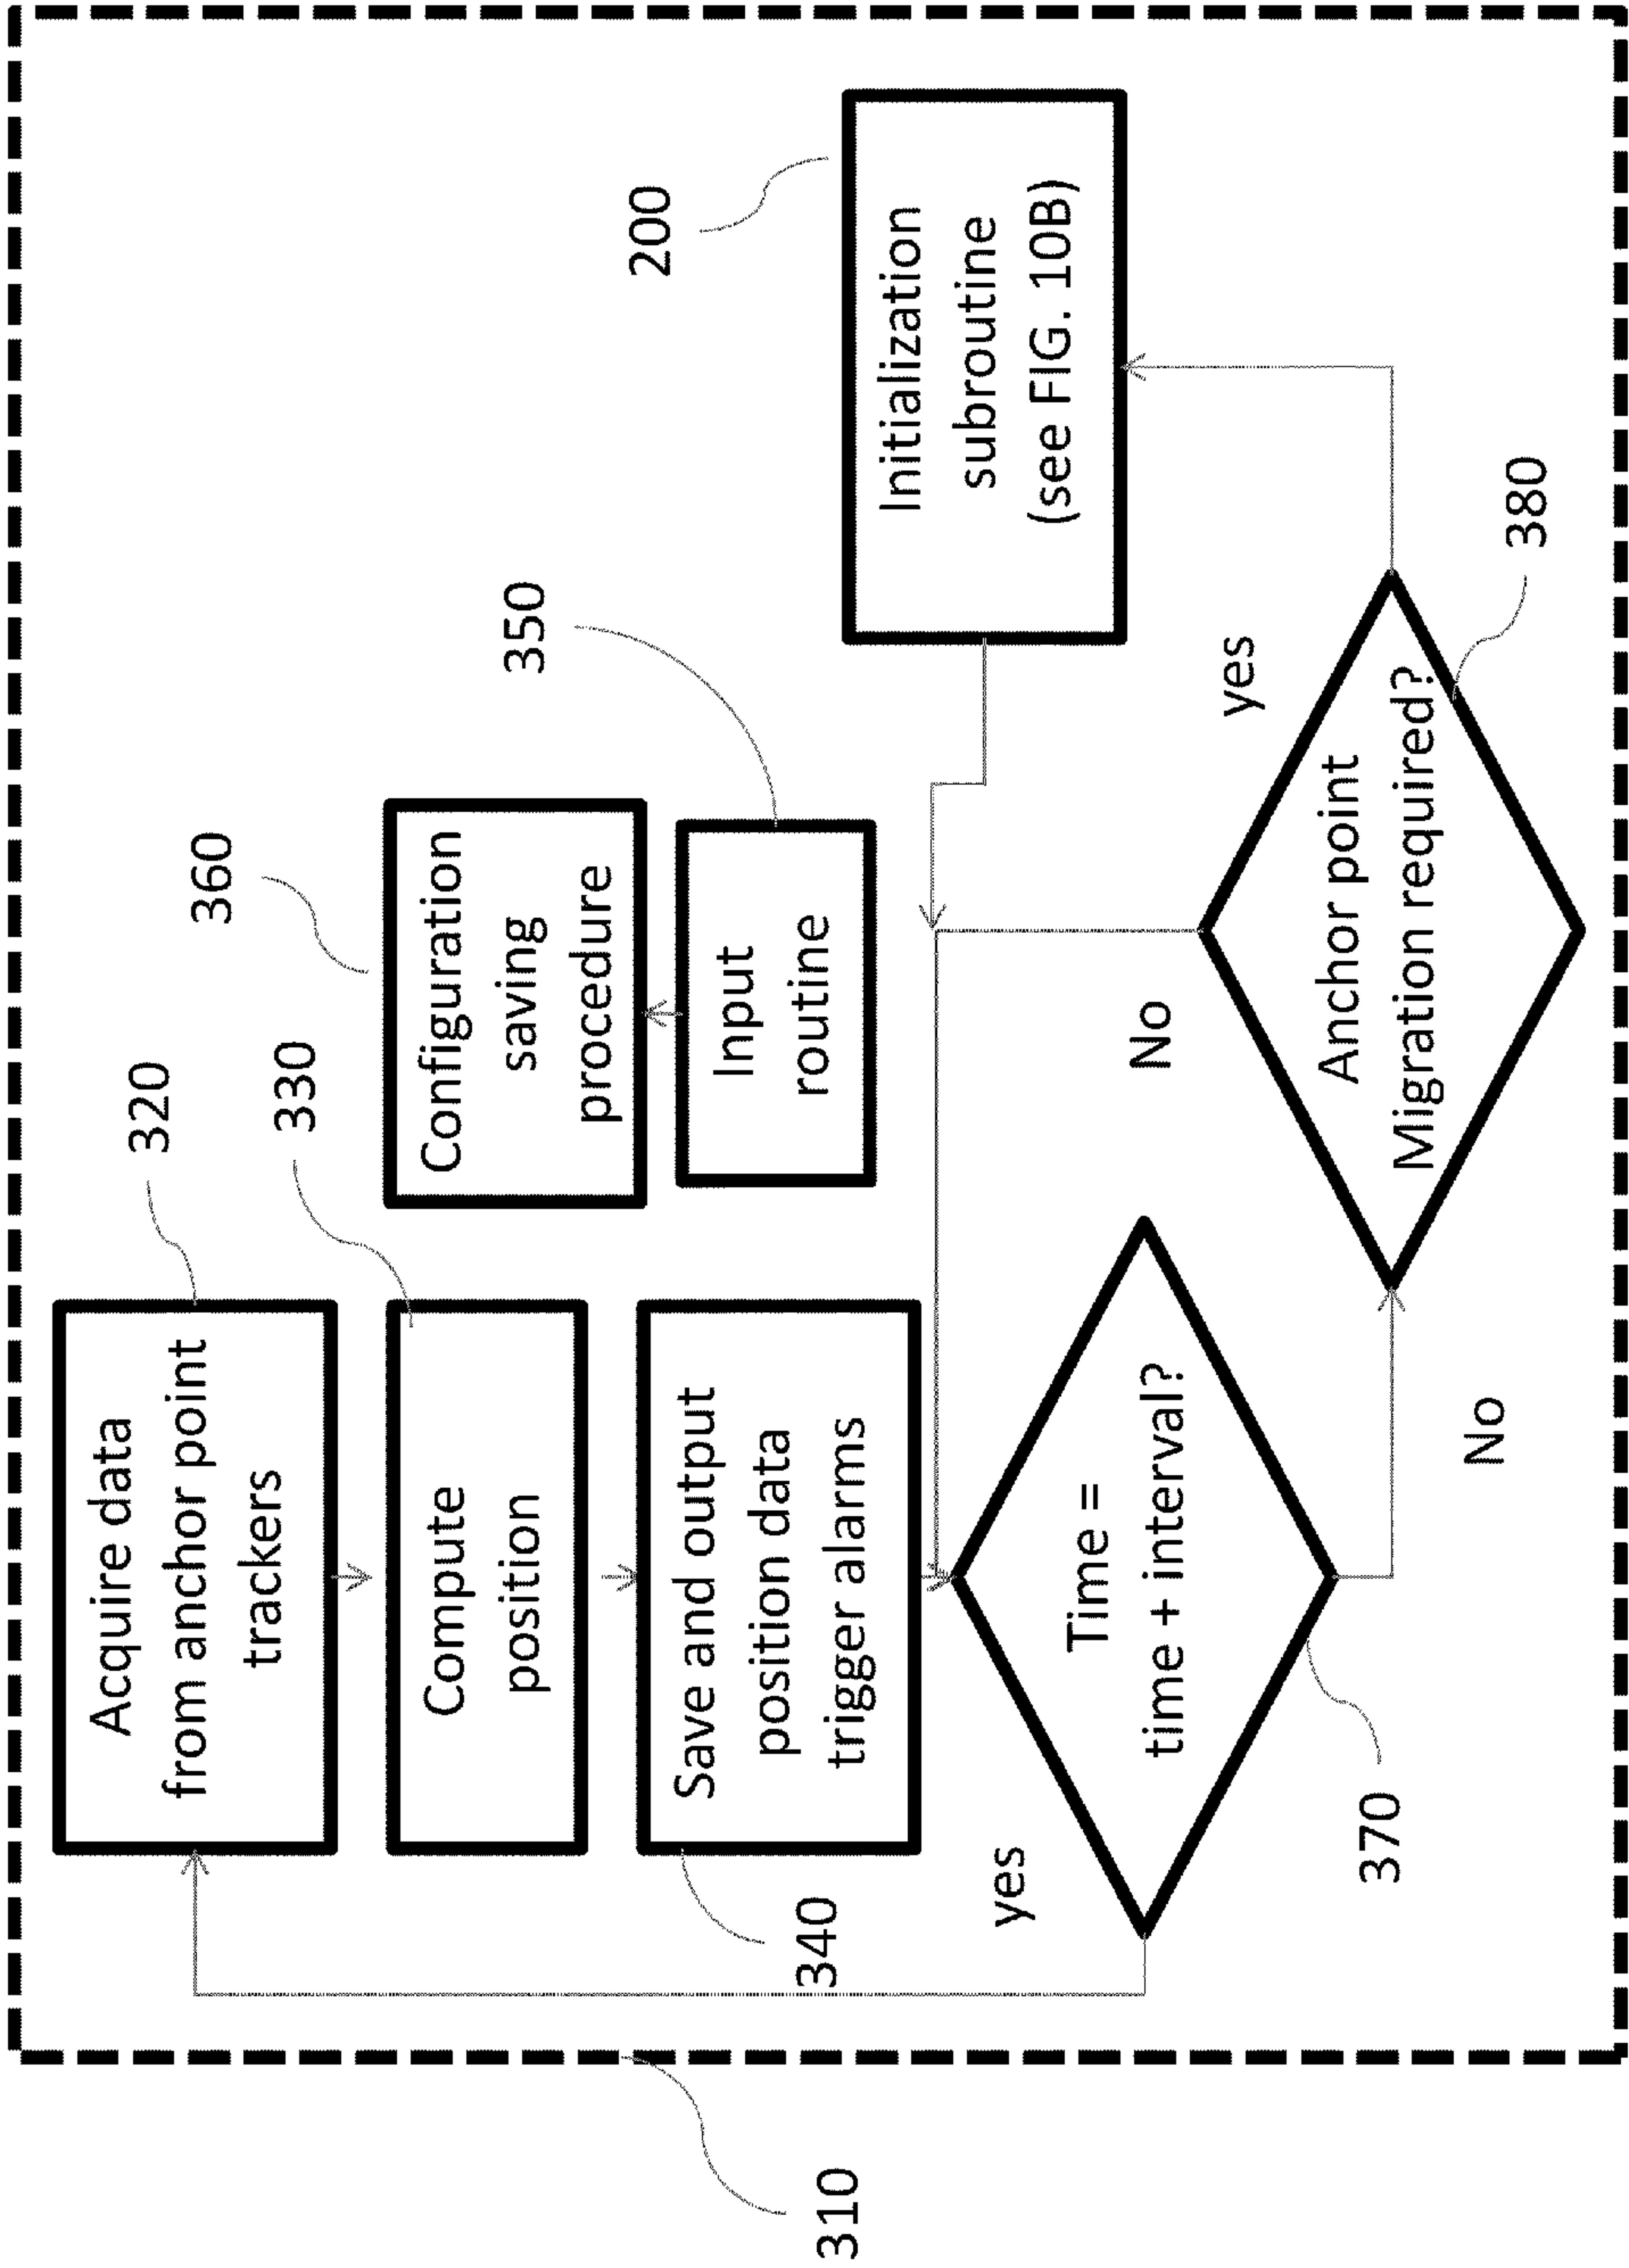 320
Acquire data
from anchor point
trackers
330
Compute
position
360
Configuration
saving
procedure
340
Save and output
position data
trigger alarms
350
Input
routine
200
Initialization
subroutine
(see FIG. 10B)
310
yes
Time =
time + interval?
370
No
No
Anchor point
Migration required?
yes
380